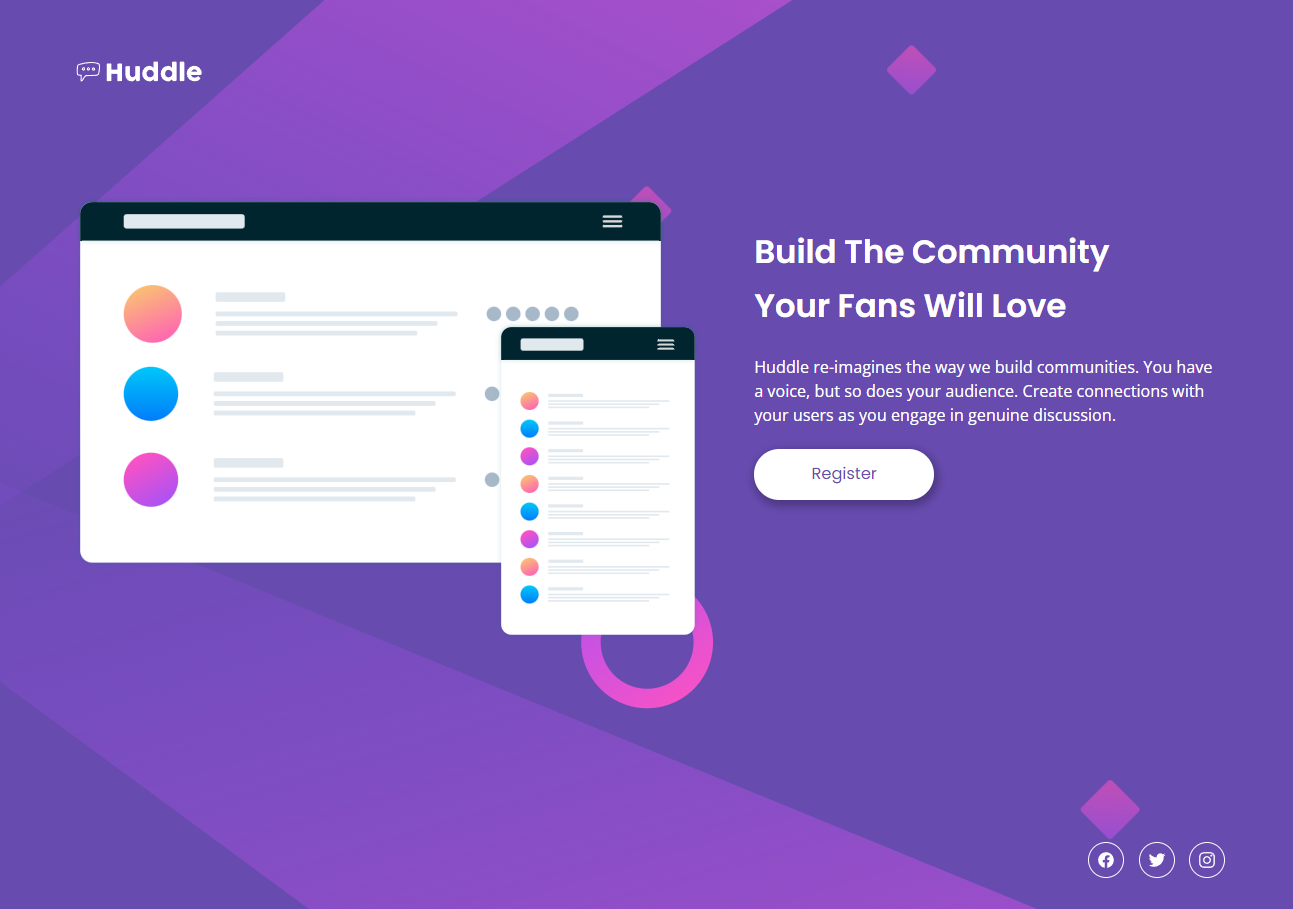 Huddle
Build The Community
Your Fans Will Love
Huddle re-imagines the way we build communities. You have
a voice, but so does your audience. Create connections with
your users as you engage in genuine discussion.
Register